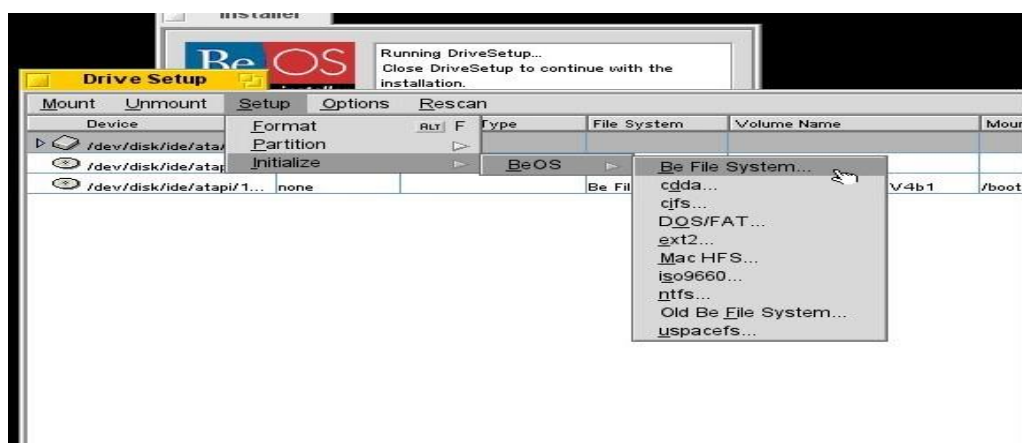 Installer
BeOS
Running DriveSetup...
Close DriveSetup to continue with the
installation.
Drive Setup
Mount Unmount Setup Options Rescan
Device Type File System Volume Name Moun
/dev/disk/ide/ata/
/dev/disk/ide/atap
/dev/disk/ide/atapi/1... none Be Fil V4b1 /boot
Format ALT F
Partition
Initialize
BeOS
Be File System...
cdda...
cifs...
DOS/FAT...
ext2...
Mac HFS...
iso9660...
ntfs...
Old Be File System...
uspacefs...